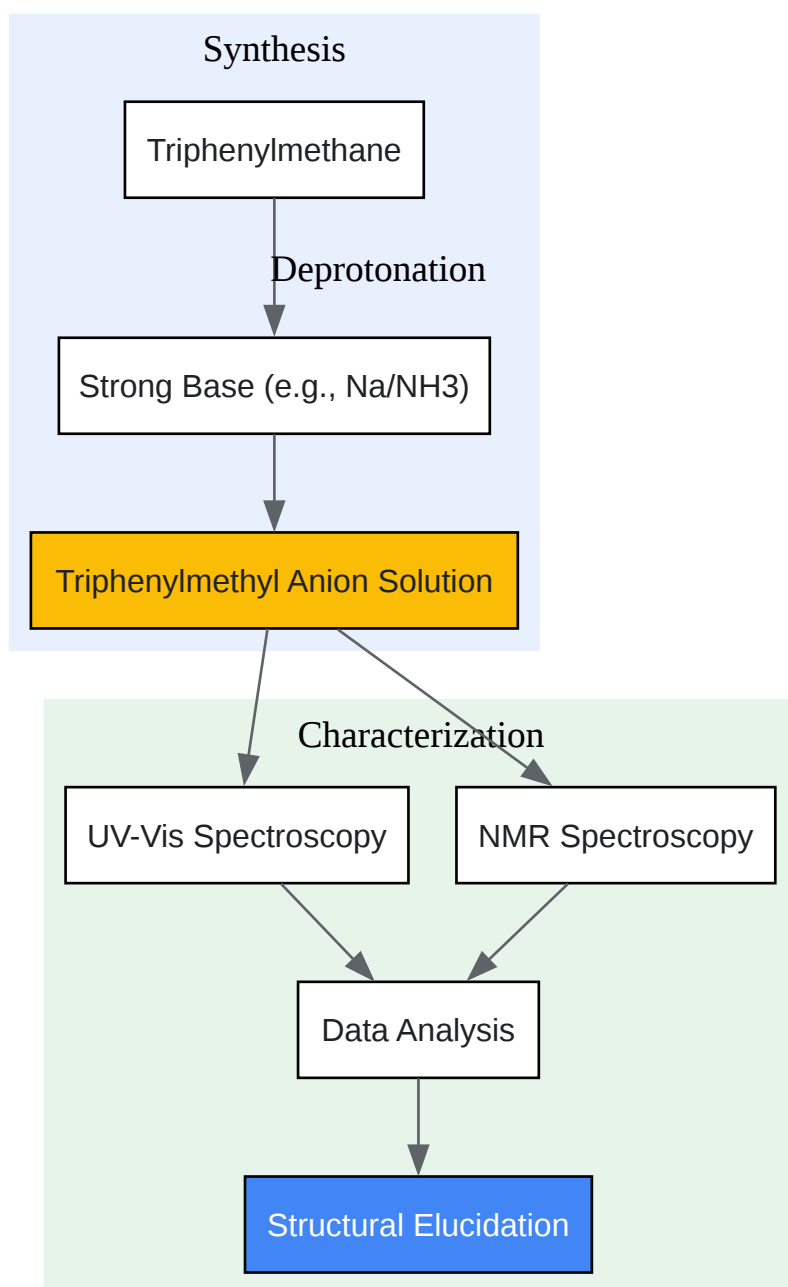 Synthesis
Triphenylmethane
Deprotonation
Strong Base (e.g., Na/NH3)
Triphenylmethyl Anion Solution
Characterization
UV-Vis Spectroscopy
NMR Spectroscopy
Data Analysis
Structural Elucidation